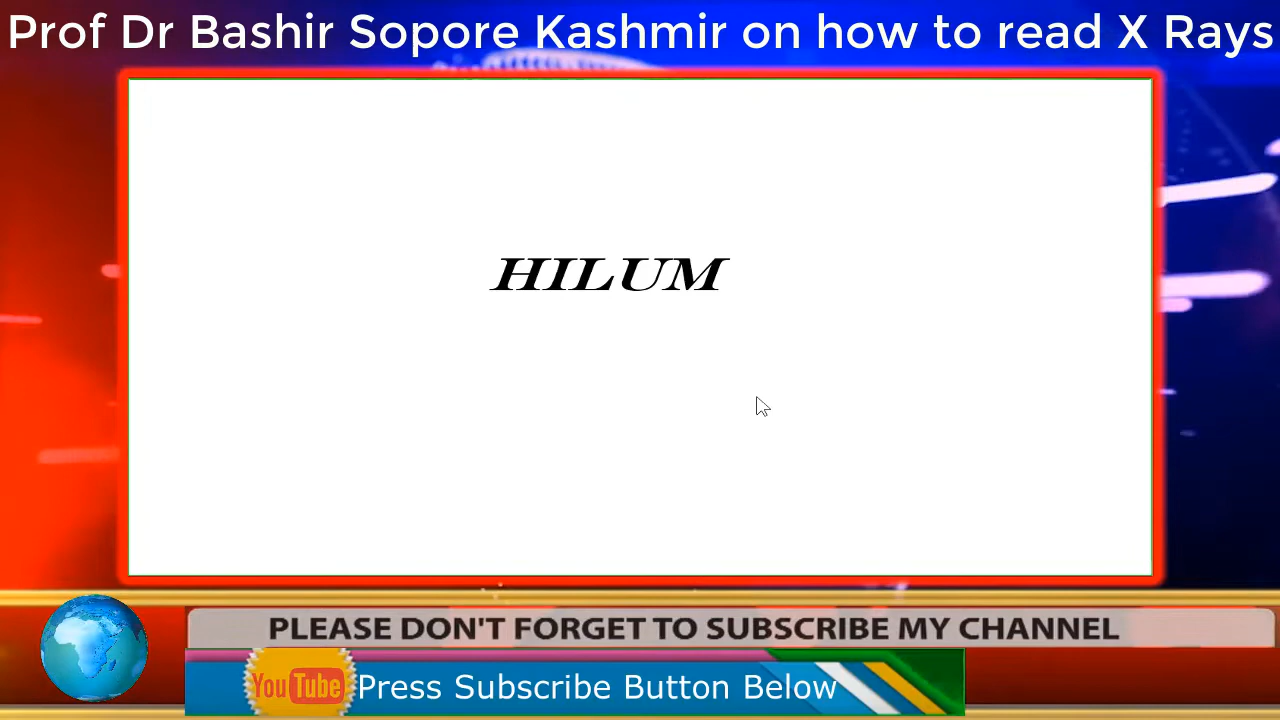 Prof Dr Bashir Sopore Kashmir on how to read X Rays
HILUM
PLEASE DON'T FORGET TO SUBSCRIBE MY CHANNEL
YouTube Press Subscribe Button Below